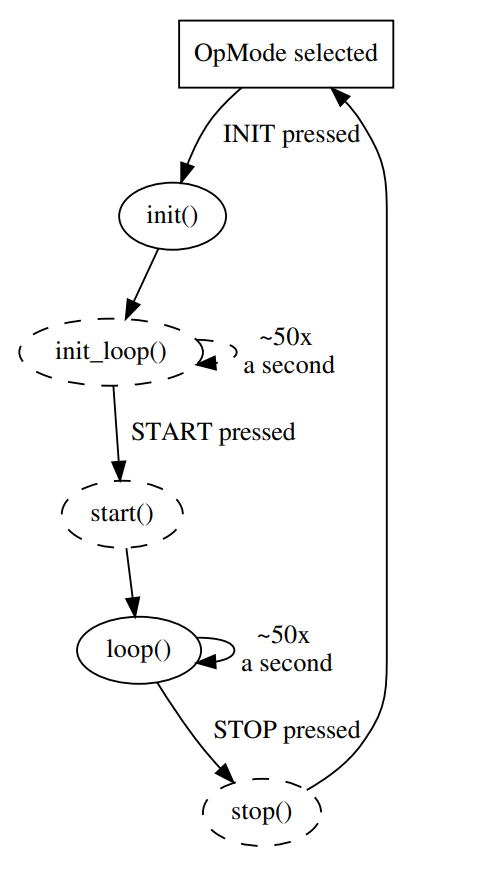 OpMode selected
INIT pressed
init()
init_loop()
~50x
a second
START pressed
start()
loop()
~50x
a second
STOP pressed
stop()